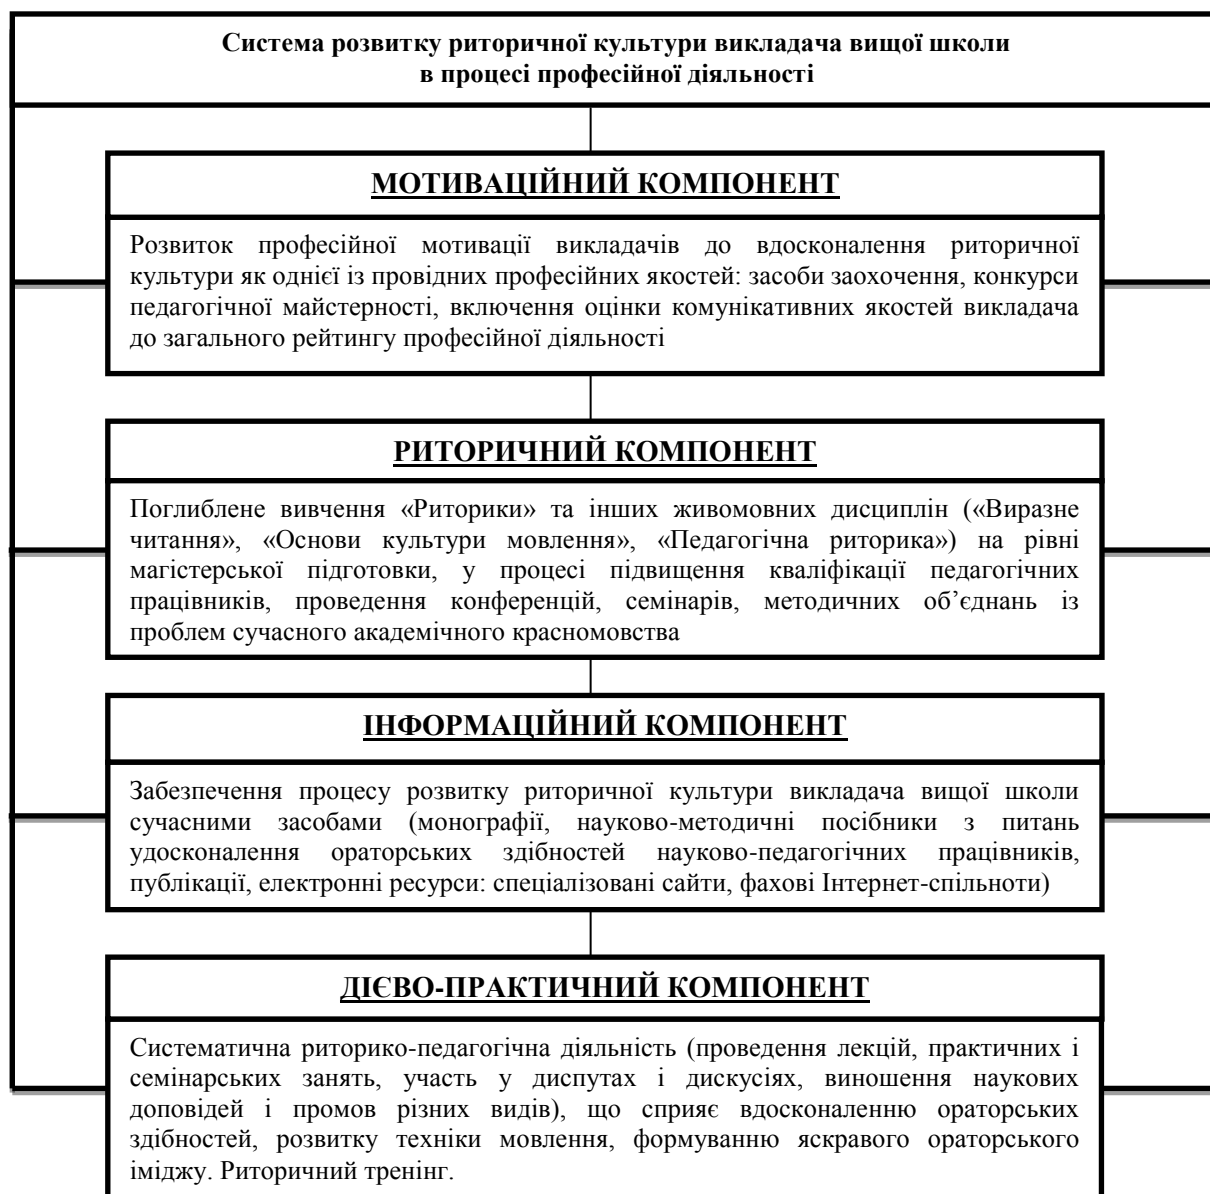 Система розвитку риторичної культури викладача вищої школи
в процесі професійної діяльності
МОТИВАЦІЙНИЙ КОМПОНЕНТ
Розвиток професійної мотивації викладачів до вдосконалення риторичної
культури як однієї із провідних професійних якостей: засоби заохочення, конкурси
педагогічної майстерності, включення оцінки комунікативних якостей викладача
до загального рейтингу професійної діяльності
РИТОРИЧНИЙ КОМПОНЕНТ
Поглиблене вивчення «Риторики» та інших живомовних дисциплін («Виразне
читання», «Основи культури мовлення», «Педагогічна риторика») на рівні
магістерської підготовки, у процесі підвищення кваліфікації педагогічних
працівників, проведення конференцій, семінарів, методичних об’єднань із
проблем сучасного академічного красномовства
ІНФОРМАЦІЙНИЙ КОМПОНЕНТ
Забезпечення процесу розвитку риторичної культури викладача вищої школи
сучасними засобами (монографії, науково-методичні посібники з питань
удосконалення ораторських здібностей науково-педагогічних працівників,
публікації, електронні ресурси: спеціалізовані сайти, фахові Інтернет-спільноти)
ДІЄВО-ПРАКТИЧНИЙ КОМПОНЕНТ
Систематична риторико-педагогічна діяльність (проведення лекцій, практичних і
семінарських занять, участь у диспутах і дискусіях, виношення наукових
доповідей і промов різних видів), що сприяє вдосконаленню ораторських
здібностей, розвитку техніки мовлення, формуванню яскравого ораторського
іміджу. Риторичний тренінг.